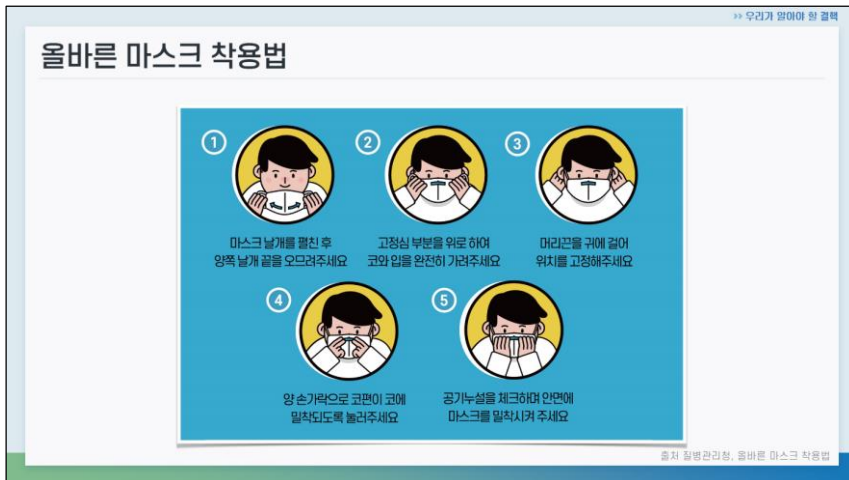 >> 우리가 알아야 할 결핵
올바른 마스크 착용법
1
마스크 날개를 펼친 후
양쪽 날개 끝을 오므려주세요
2
고정심 부분을 위로 하여
코와 입을 완전히 가려주세요
3
머리끈을 귀에 걸어
위치를 고정해주세요
4
양 손가락으로 코편이 코에
밀착되도록 눌러주세요
5
공기누설을 체크하며 안면에
마스크를 밀착시켜 주세요
출처 질병관리청, 올바른 마스크 착용법